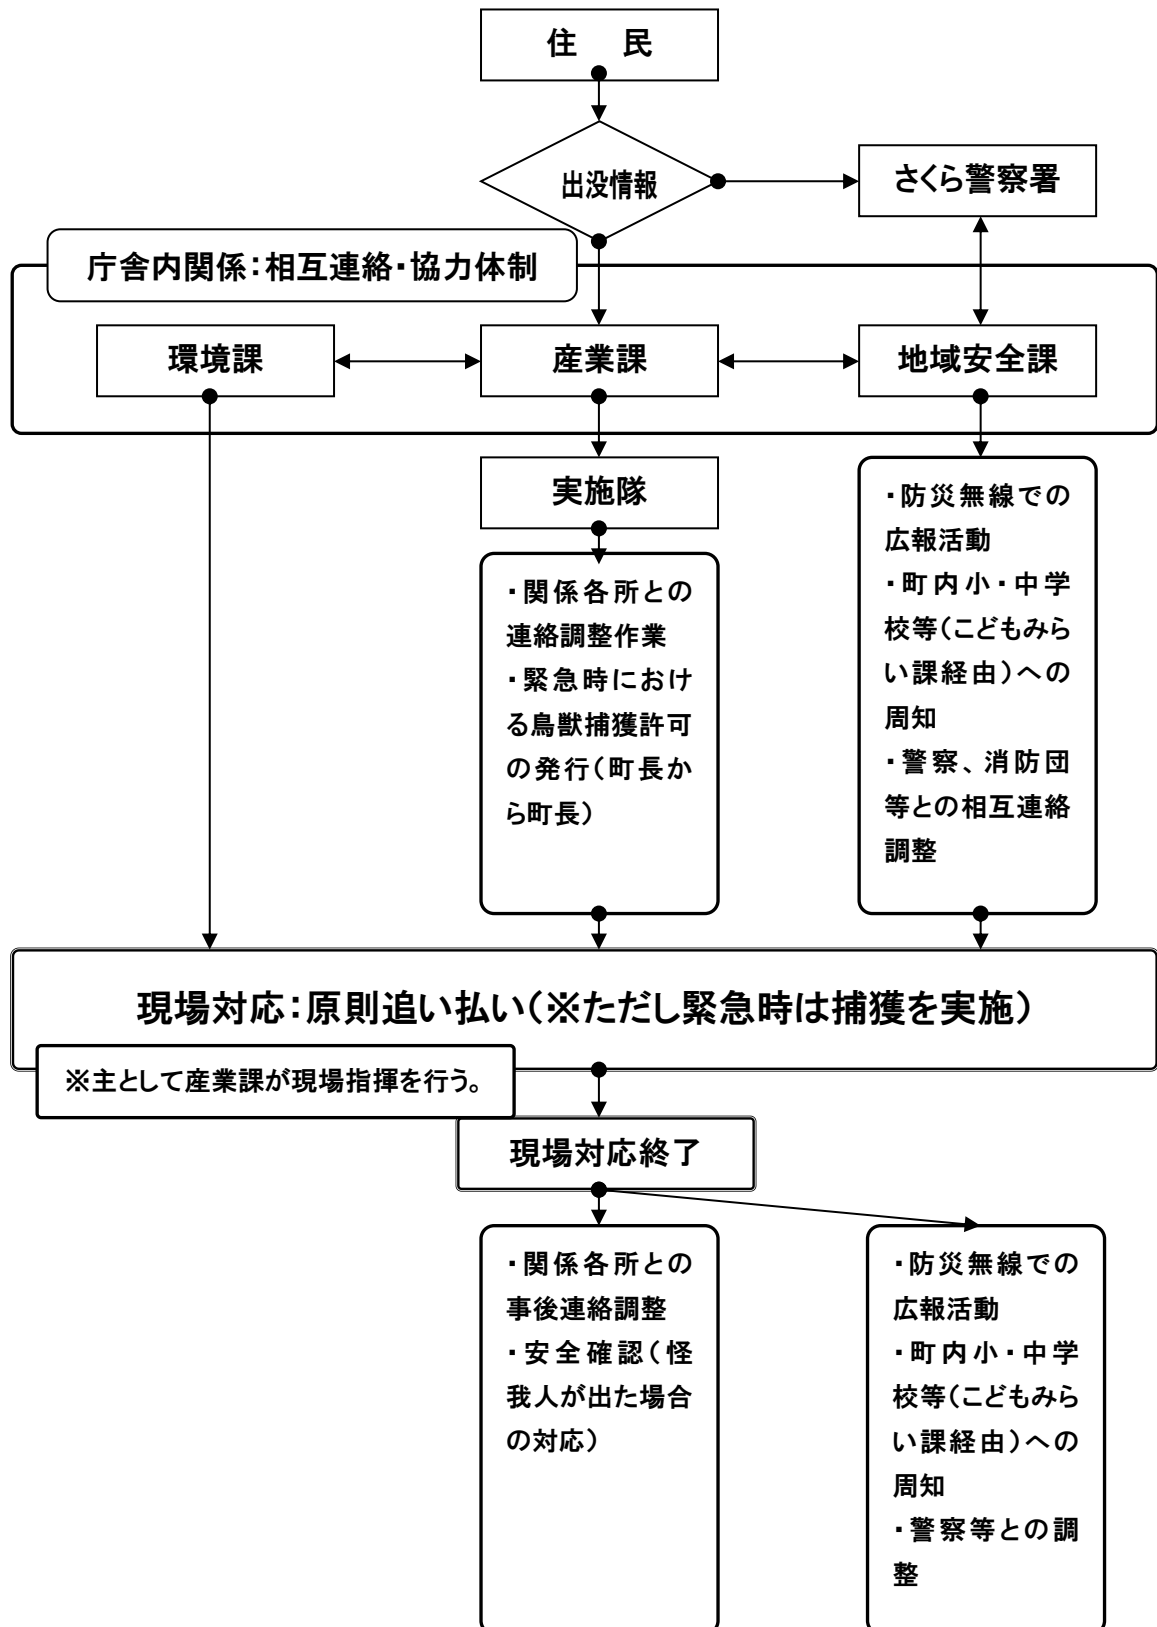 住　民
出没情報
さくら警察署
庁舎内関係：相互連絡・協力体制
環境課
産業課
地域安全課
実施隊
・関係各所との
連絡調整作業
・緊急時におけ
る鳥獣捕獲許可
の発行（町長か
ら町長）
・防災無線での
広報活動
・町内小・中学
校等（こどもみら
い課経由）への
周知
・警察、消防団
等との相互連絡
調整
現場対応：原則追い払い（※ただし緊急時は捕獲を実施）
※主として産業課が現場指揮を行う。
現場対応終了
・関係各所との
事後連絡調整
・安全確認（怪
我人が出た場合
の対応）
・防災無線での
広報活動
・町内小・中学
校等（こどもみら
い課経由）への
周知
・警察等との調
整